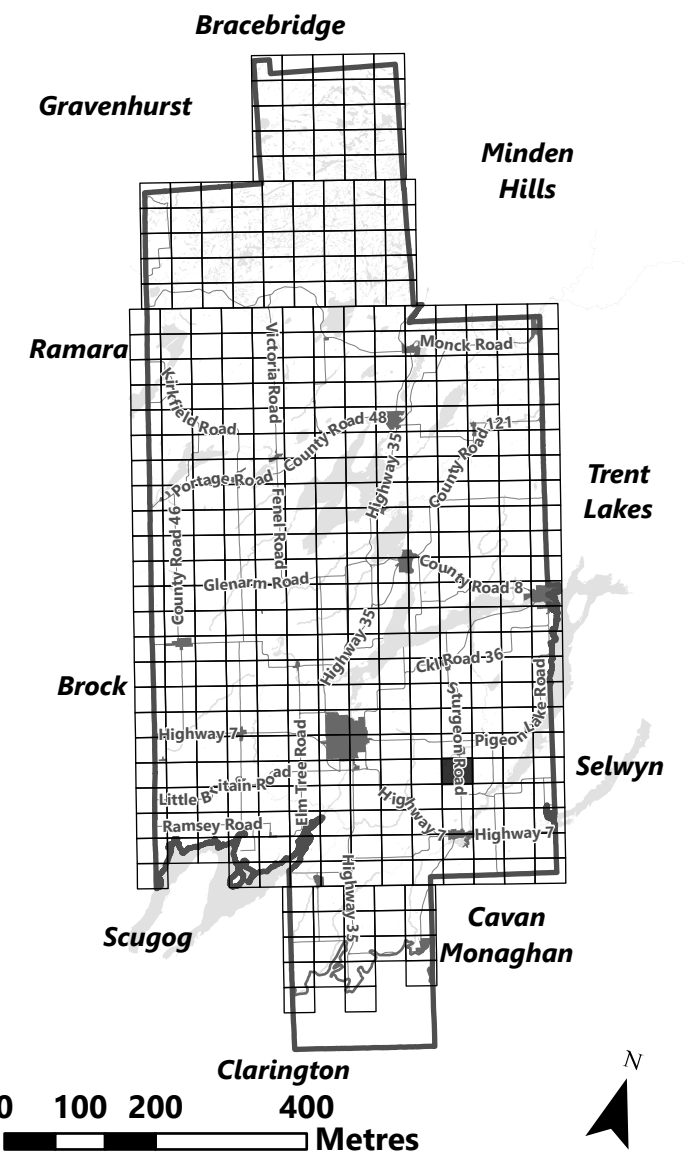 Bracebridge
Gravenhurst
Minden
Hills
Ramara
Victoria Road
Monck Road
Kirkfield Road
County Road 48
County Road 121
Highway 35
Portage Road
Trent
Lakes
Fenel Road
County Road 46
County Road 8
Glenarm Road
Highway 35
Ckl Road 36
Brock
Sturgeon Road
Pigeon Lake Road
Highway 7
Elm Tree Road
Selwyn
Little Britain Road
Highway 7
Ramsey Road
Highway 7
Highway 35
Scugog
Cavan
Monaghan
Clarington
N
0 100 200 400
Metres